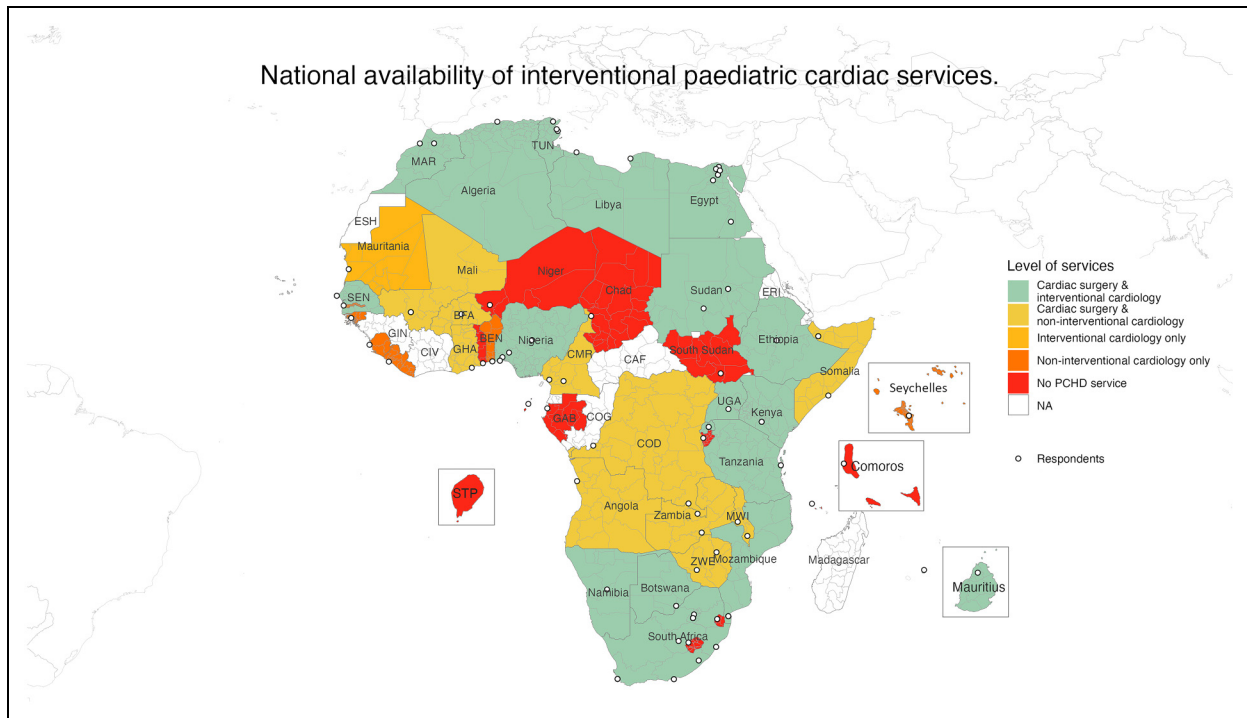 National availability of interventional paediatric cardiac services.
TUN
MAR
Algeria
Libya
Egypt
ESH
Mauritania
Mali
Niger
Chad
Sudan
ERI
SEN
BFA
GIN
CIV
GHA
BEN
Nigeria
CMR
CAF
South Sudan
Ethiopia
Somalia
UGA
Kenya
GAB
COG
COD
Tanzania
Angola
Zambia
MWI
ZWE
Mozambique
Madagascar
Namibia
Botswana
South Africa
STP
Seychelles
Comoros
Mauritius
Level of services
Cardiac surgery &
interventional cardiology
Cardiac surgery &
non-interventional cardiology
Interventional cardiology only
Non-interventional cardiology only
No PCHD service
NA
Respondents